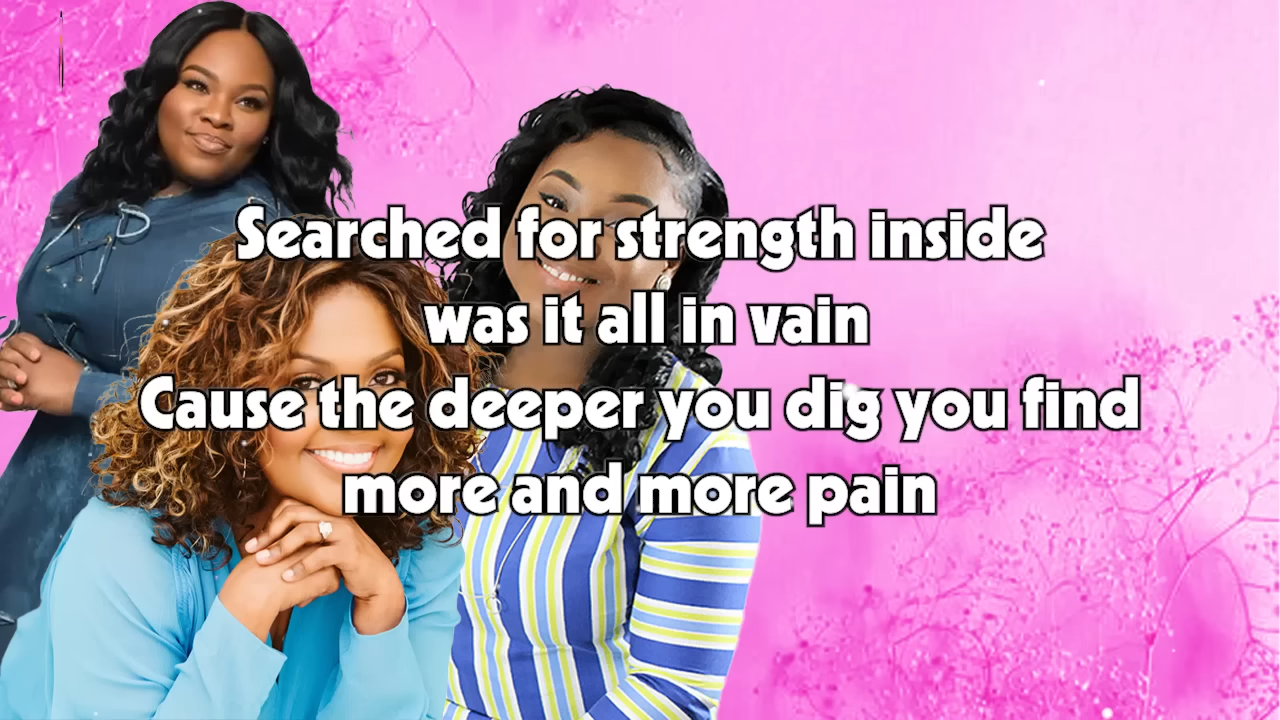 Searched for strength inside
was it all in vain
Cause the deeper you dig you find
more and more pain